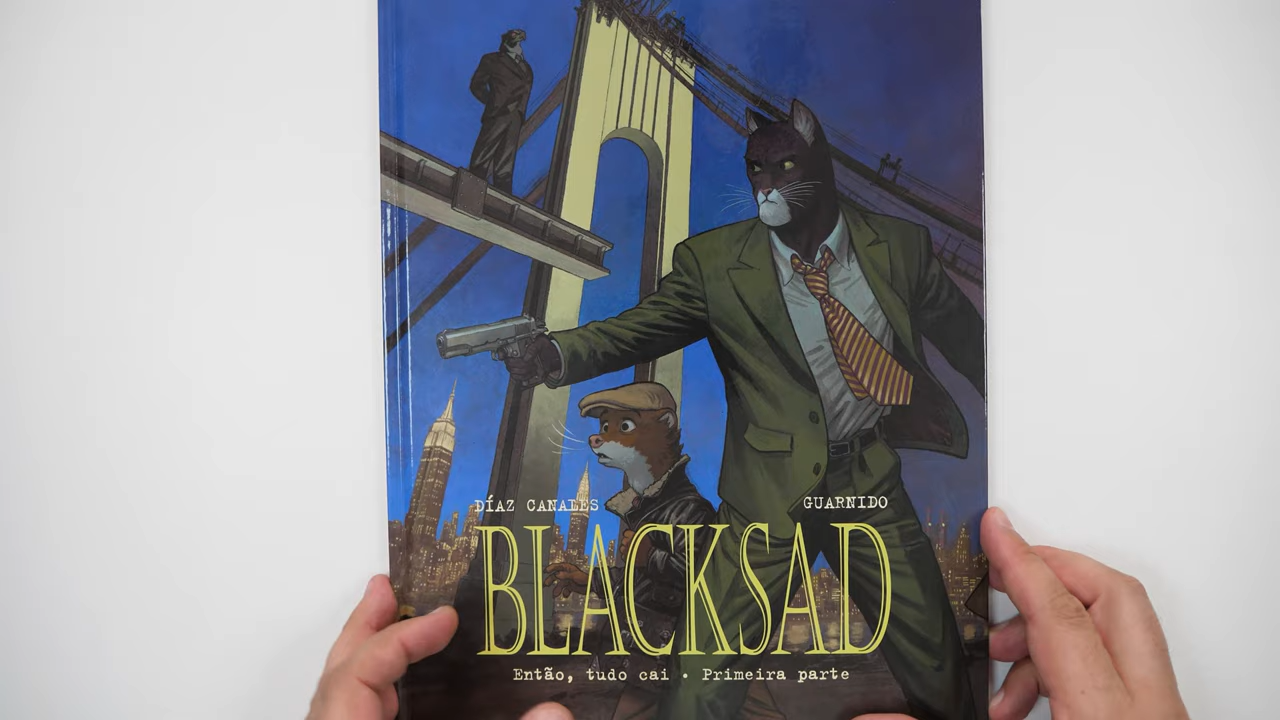 DÍAZ CANALES GUARNIDO
BLACKSAD
Então, tudo cai • Primeira parte